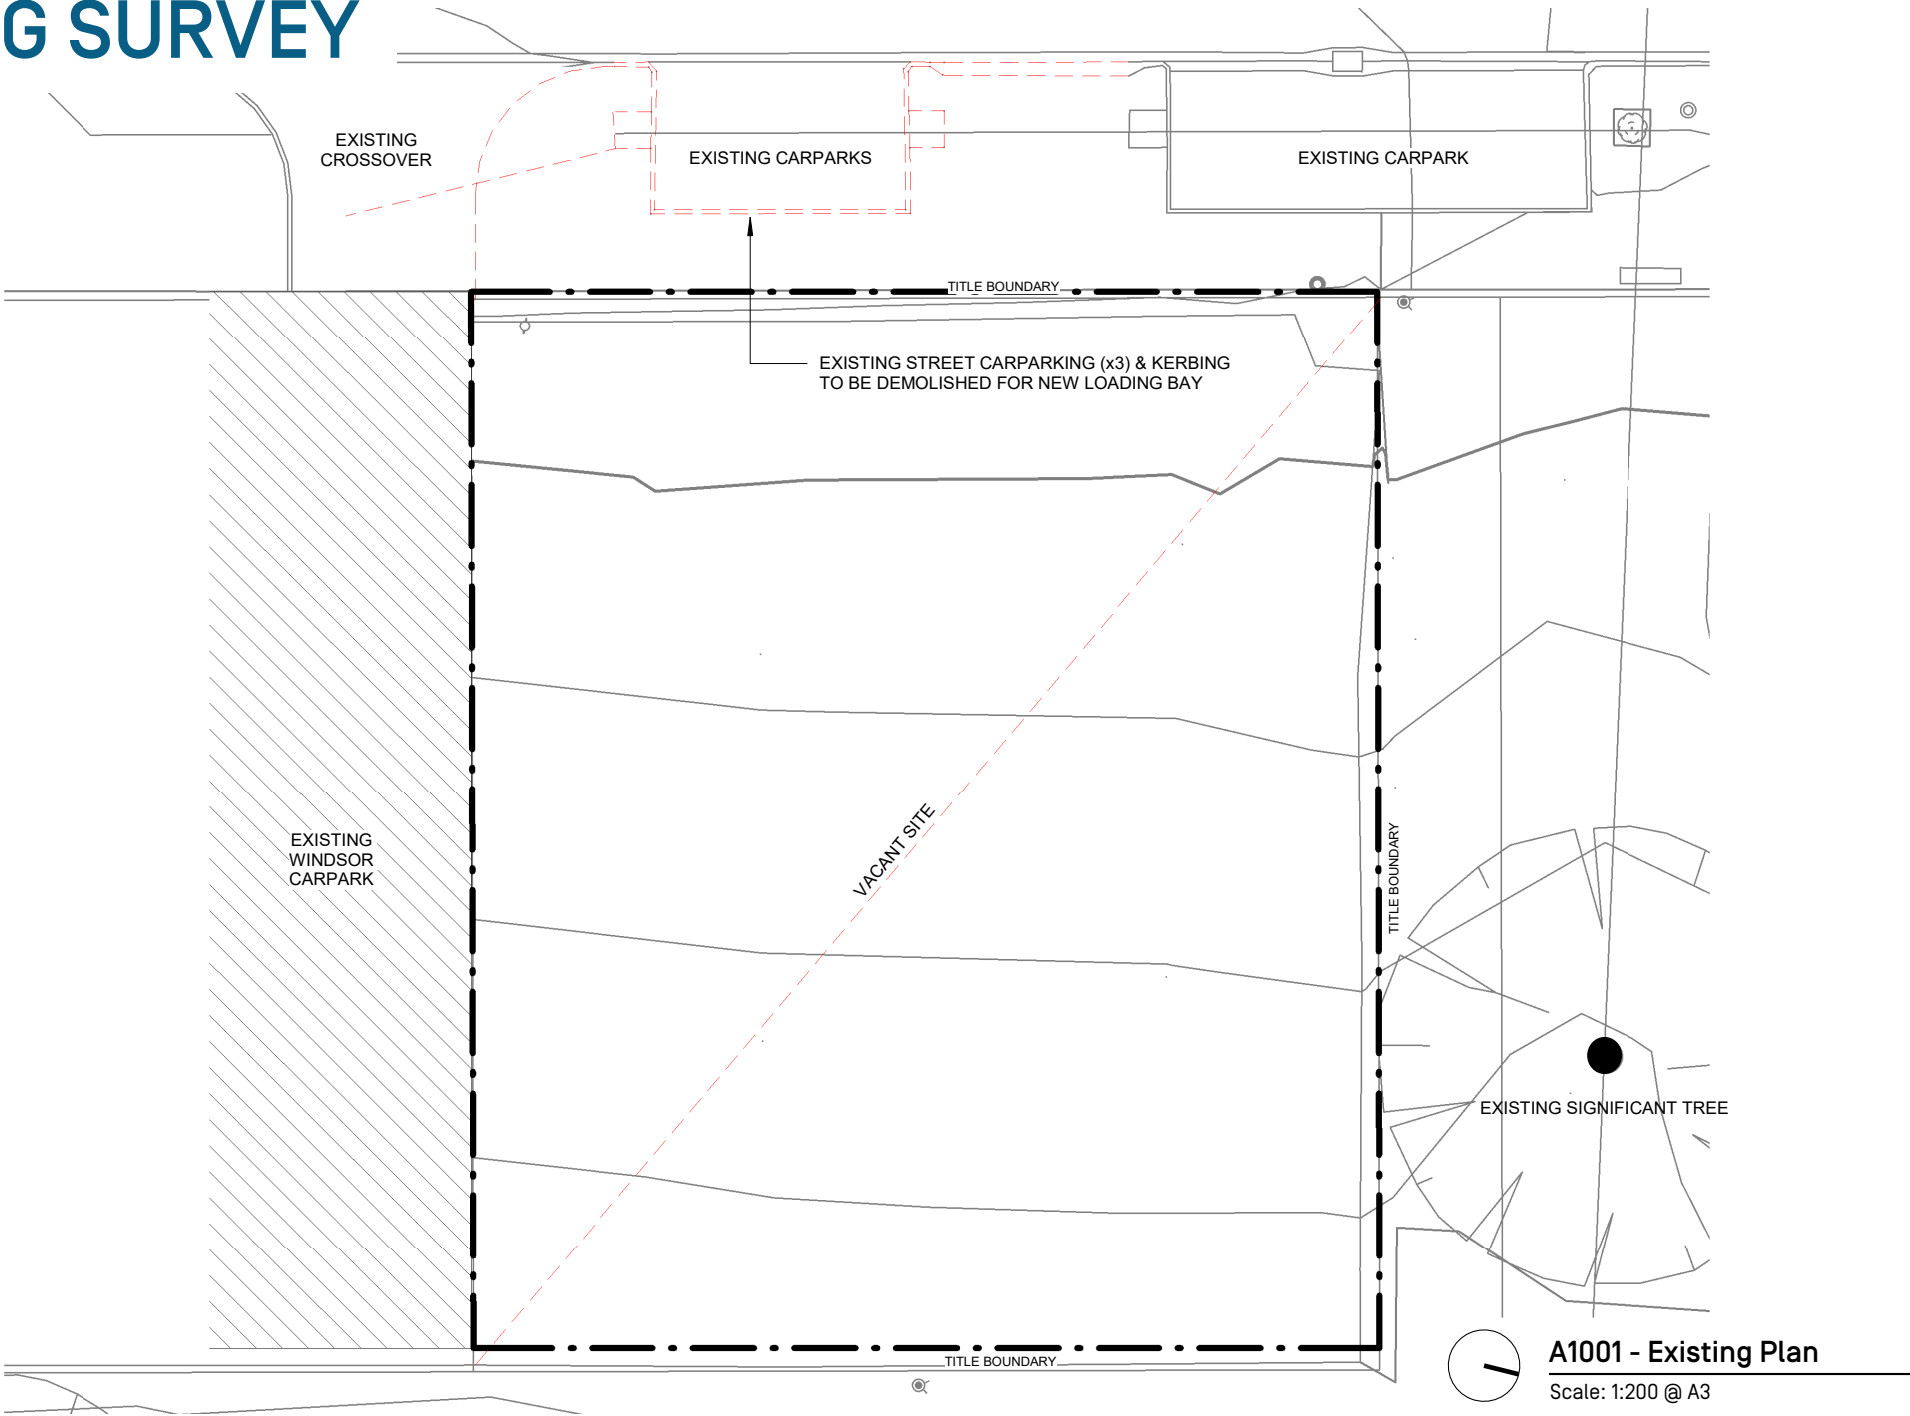 G SURVEY
EXISTING
CROSSOVER
EXISTING CARPARKS
EXISTING CARPARK
TITLE BOUNDARY
EXISTING STREET CARPARKING (x3) & KERBING
TO BE DEMOLISHED FOR NEW LOADING BAY
VACANT SITE
EXISTING
WINDSOR
CARPARK
TITLE BOUNDARY
EXISTING SIGNIFICANT TREE
TITLE BOUNDARY
A1001 - Existing Plan
Scale: 1:200 @ A3